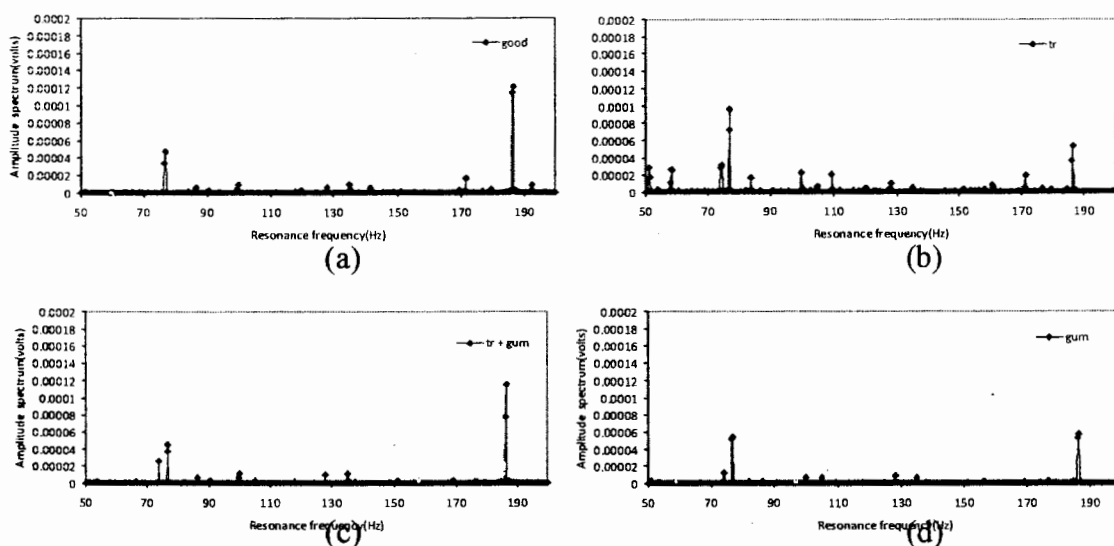 Amplitude spectrum(volts)
0.0002
0.00018
0.00016
0.00014
0.00012
0.0001
0.00008
0.00006
0.00004
0.00002
0
good
50 70 90 110 130 150 170 190
Resonance frequency(Hz)
(a)
Amplitude spectrum(volts)
0.0002
0.00018
0.00016
0.00014
0.00012
0.0001
0.00008
0.00006
0.00004
0.00002
0
tr
50 70 90 110 130 150 170 190
Resonance frequency(Hz)
(b)
Amplitude spectrum(volts)
0.0002
0.00018
0.00016
0.00014
0.00012
0.0001
0.00008
0.00006
0.00004
0.00002
0
tr + gum
50 70 90 110 130 150 170 190
Resonance frequency(Hz)
(c)
Amplitude spectrum(volts)
0.0002
0.00018
0.00016
0.00014
0.00012
0.0001
0.00008
0.00006
0.00004
0.00002
0
gum
50 70 90 110 130 150 170 190
Resonance frequency(Hz)
(d)